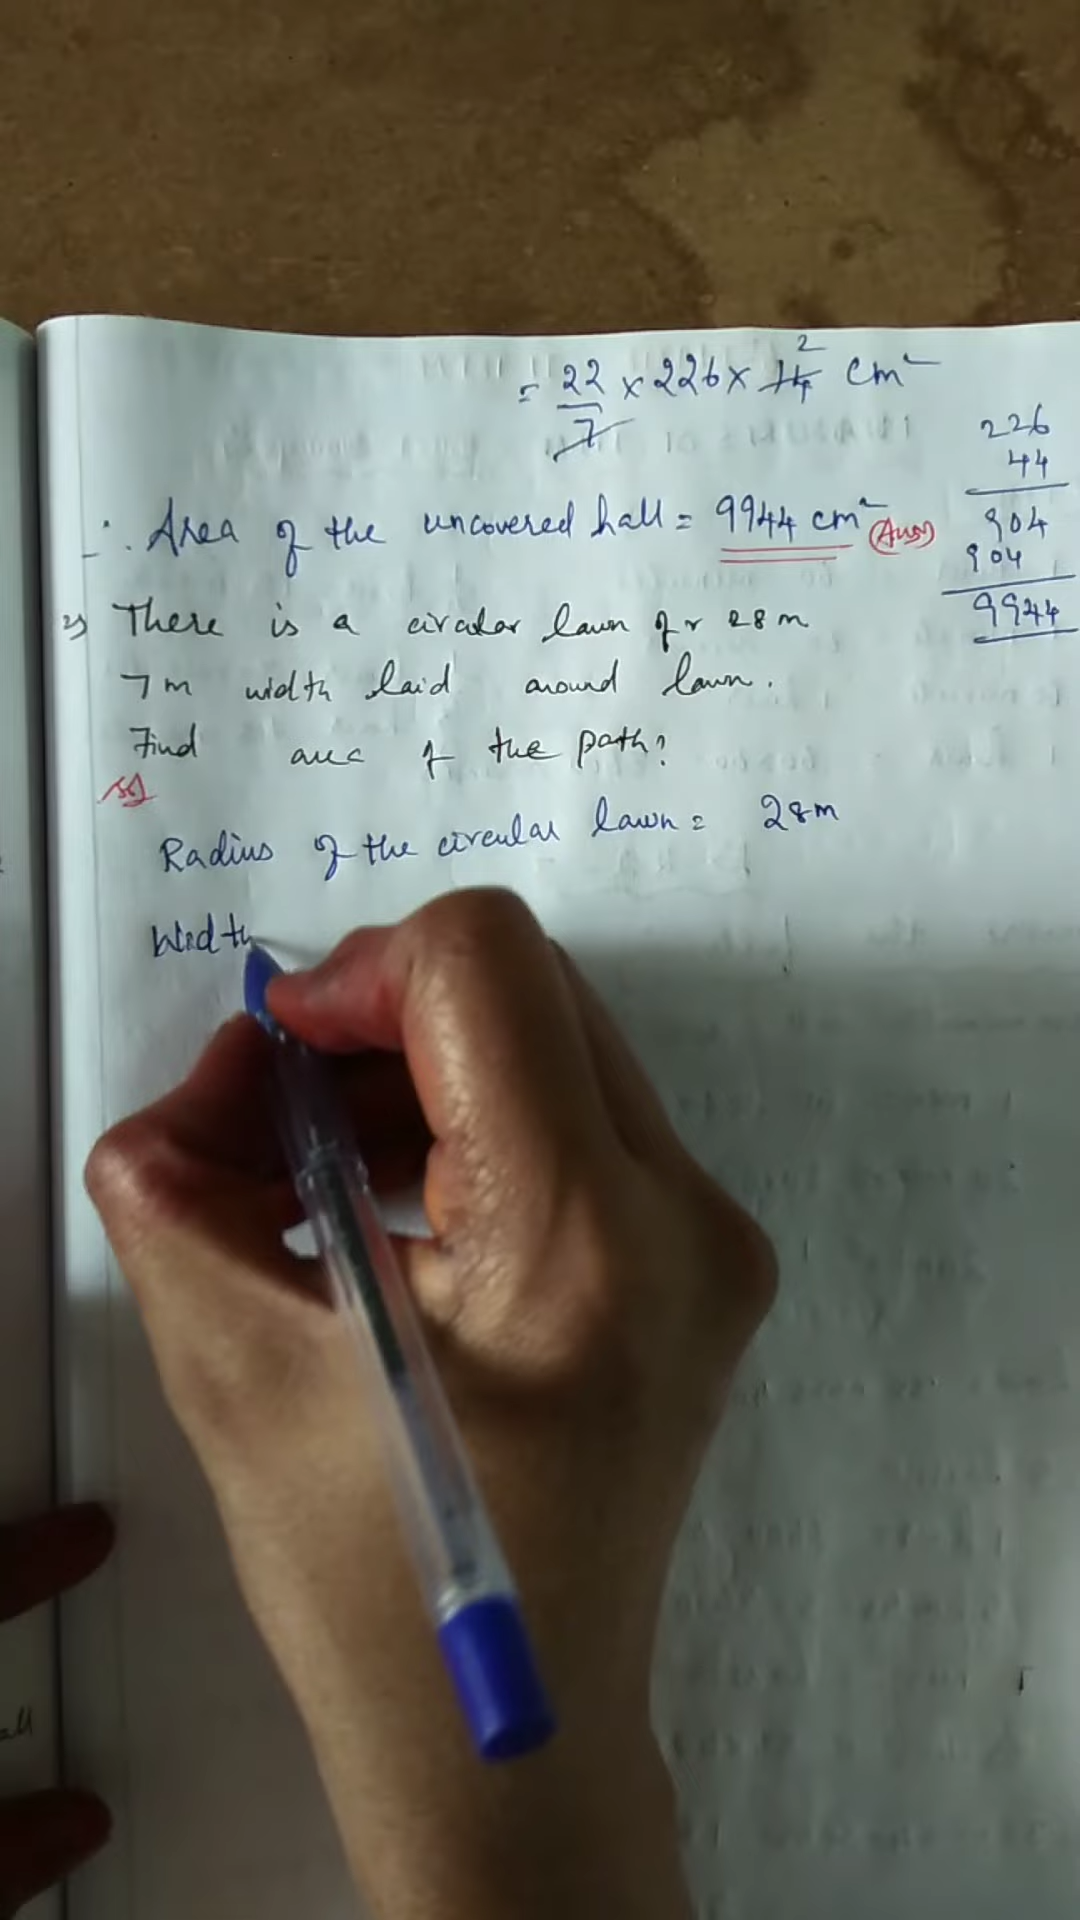 = 22/7 x 226 x 14 2 cm²
226
44
904
904
9944
∴ Area of the uncovered hall = 9944 cm² (Ans)
2) There is a circular lawn of r 28 m
7 m width laid around lawn.
Find area of the path?
Sol
Radius of the circular lawn = 28m
Width